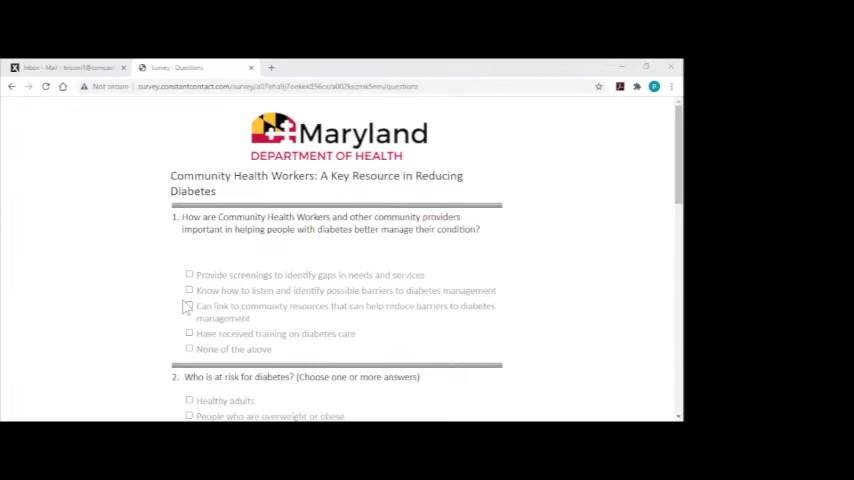 Survey : Questions
Not secure
Maryland
DEPARTMENT OF HEALTH
Community Health Workers: A Key Resource in Reducing
Diabetes
1. How are Community Health Workers and other community providers
important in helping people with diabetes better manage their condition?
Provide screenings to identify gaps in needs and services
Know how to listen and identify possible barriers to diabetes management
Can link to community resources that can help reduce barriers to diabetes
management
Have received training on diabetes care
None of the above
2. Who is at risk for diabetes? (Choose one or more answers)
Healthy adults
People who are overweight or obese